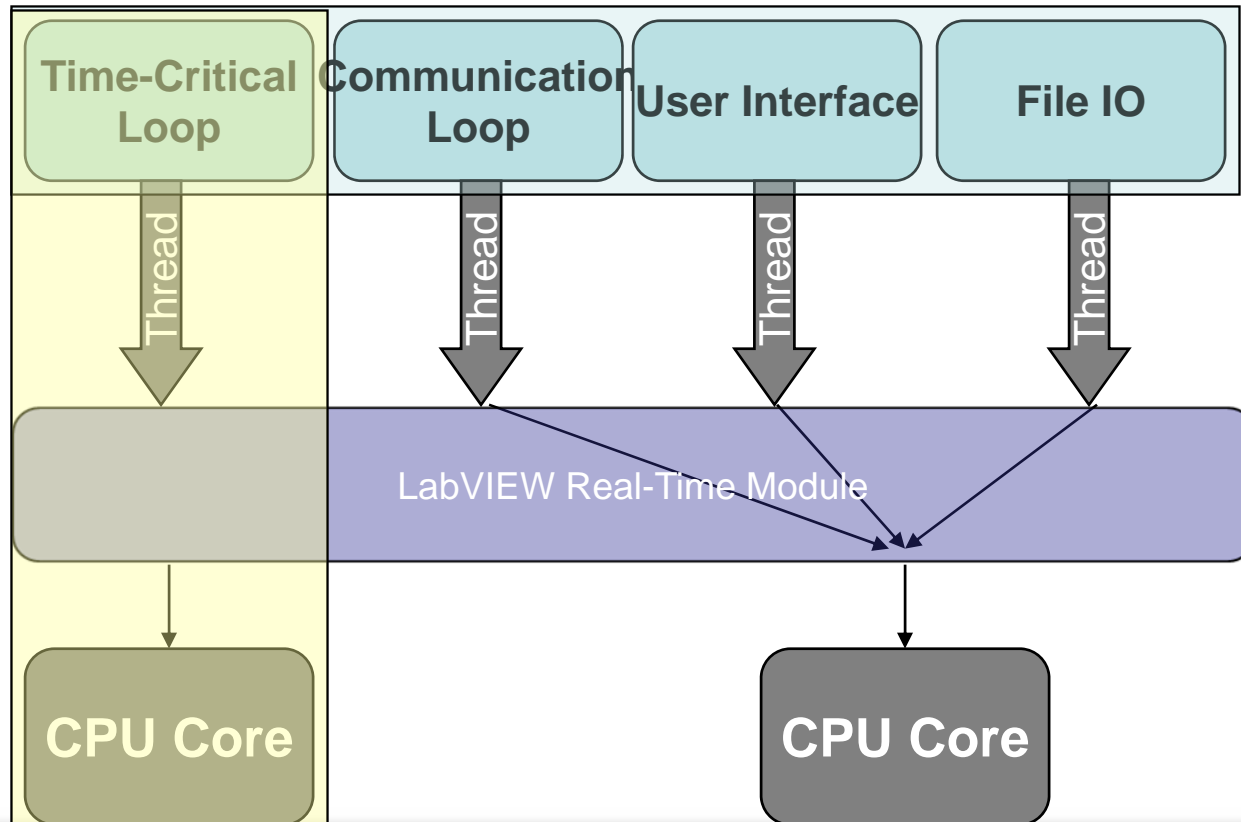 Time-Critical
Loop
Communication
Loop
User Interface
File IO
Thread
Thread
Thread
Thread
LabVIEW Real-Time Module
CPU Core
CPU Core